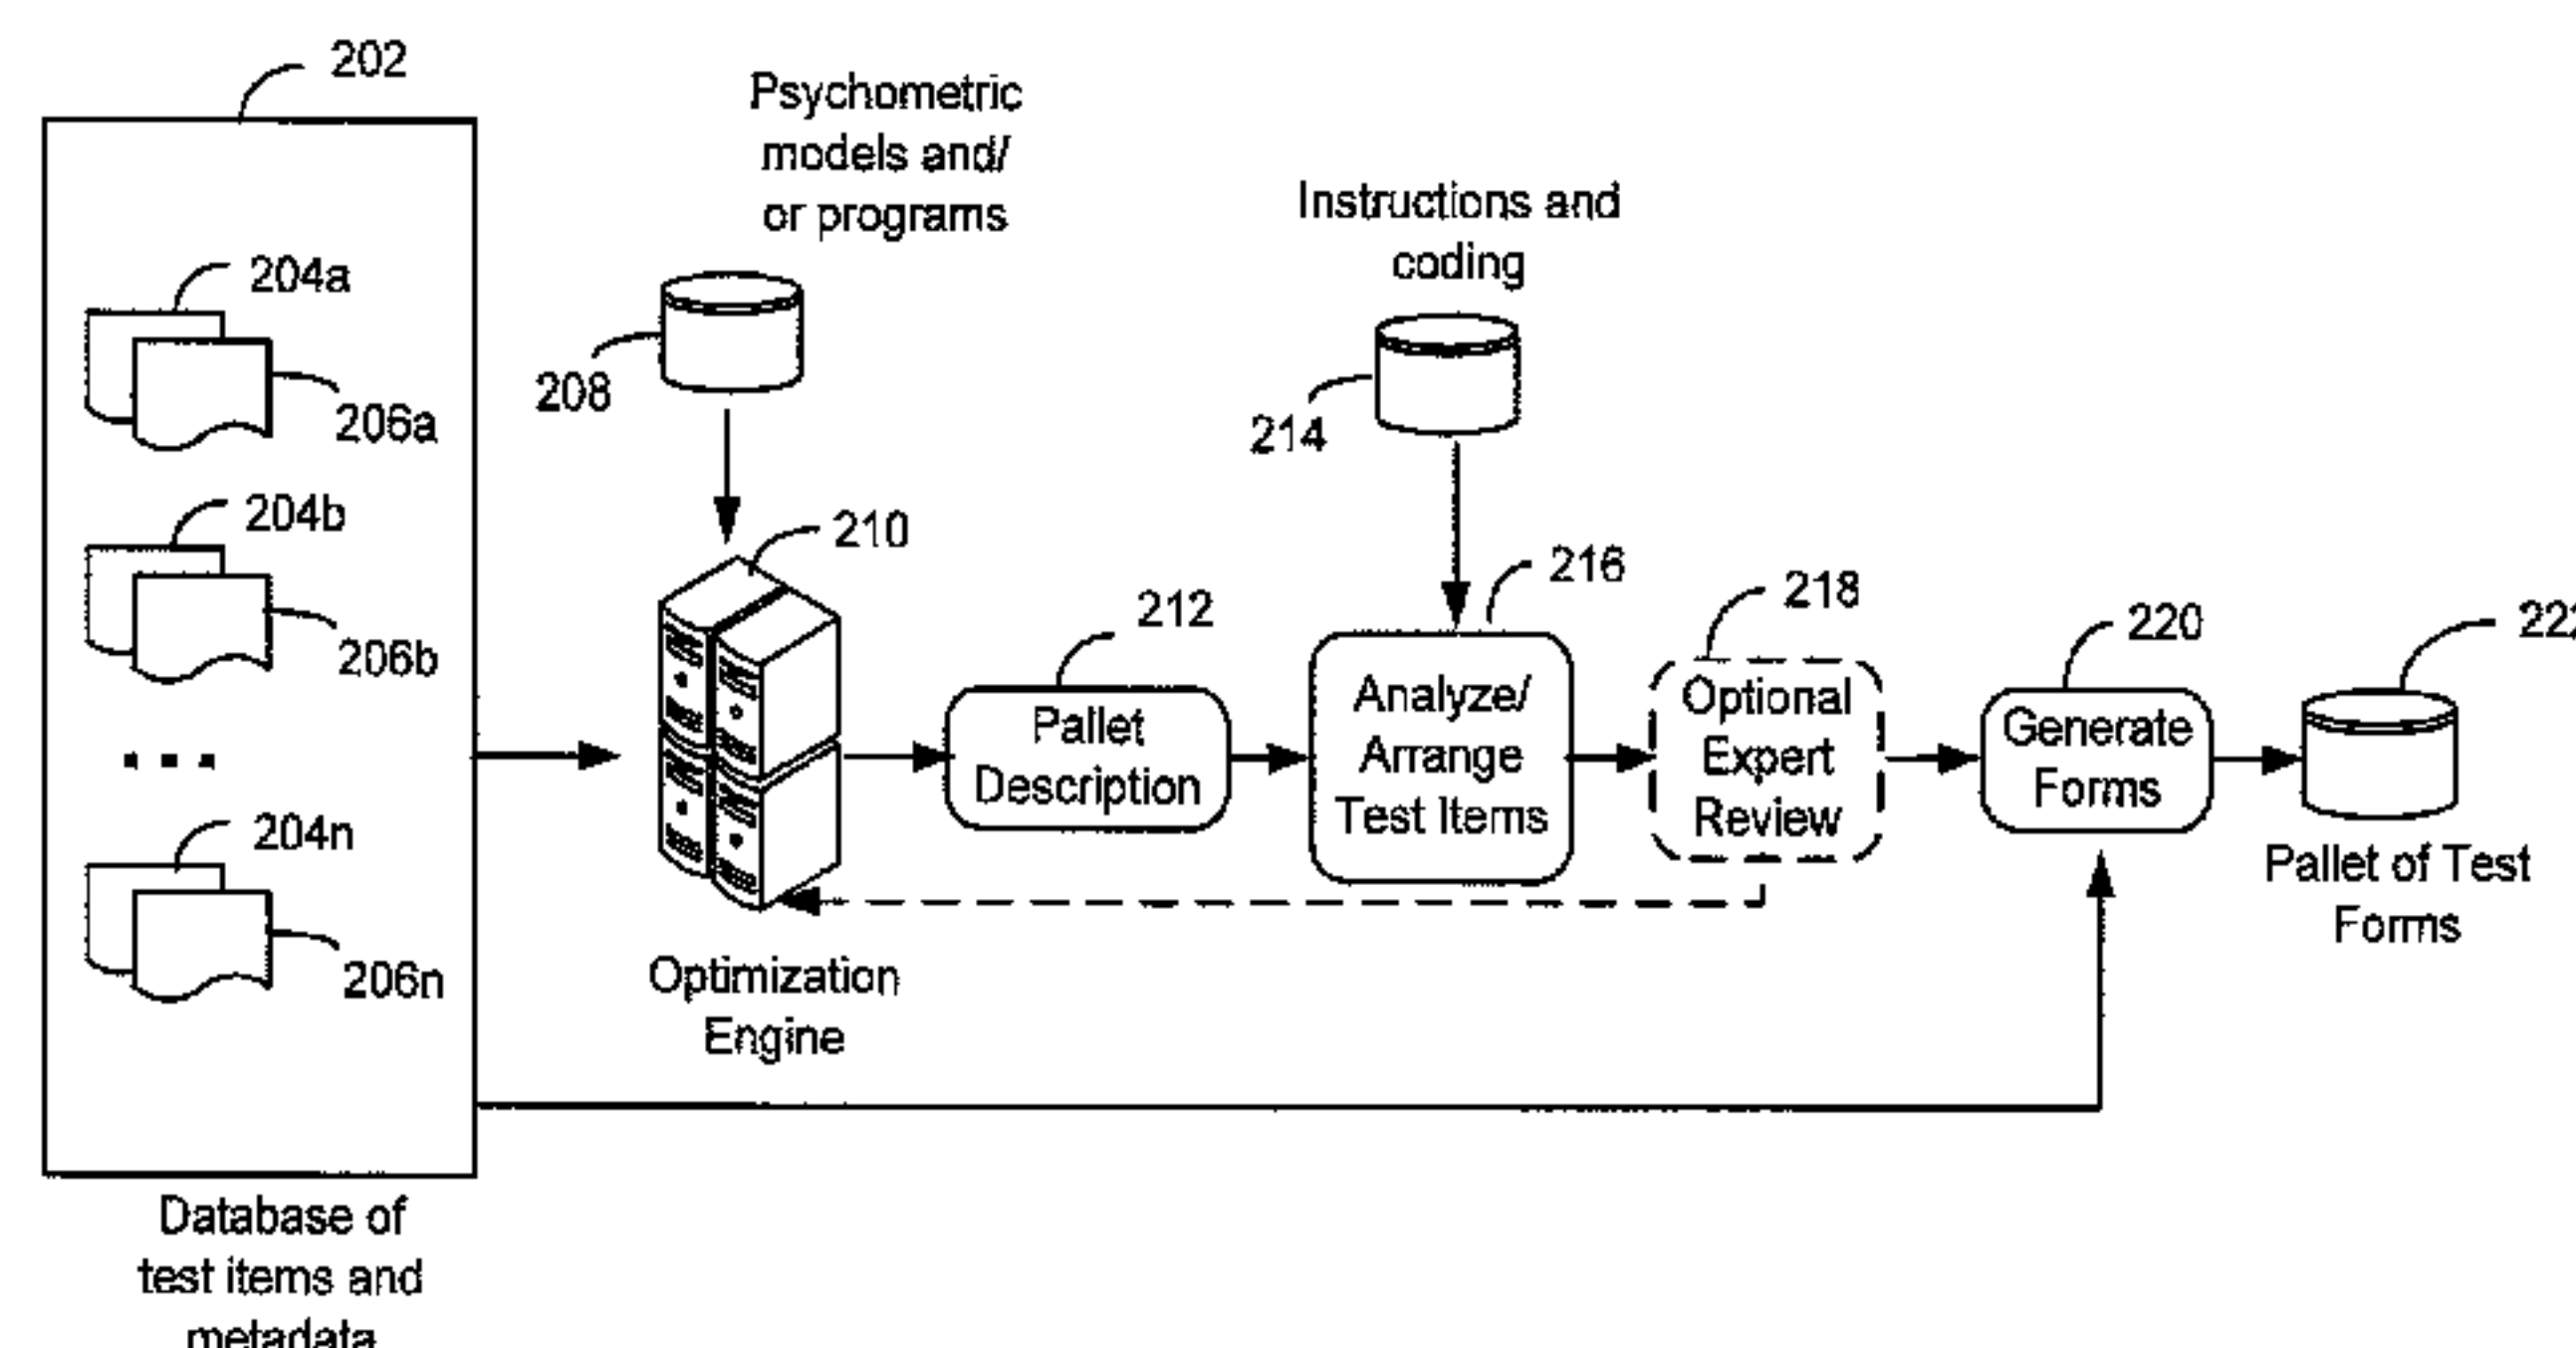 202
Psychometric
models and/
or programs
Instructions and
coding
204a
206a
208
214
204b
206b
210
212
216
218
220
Pallet
Description
Analyze/
Arrange
Test Items
Optional
Expert
Review
Generate
Forms
204n
206n
Optimization
Engine
Pallet of Test
Forms
Database of
test items and
metadata